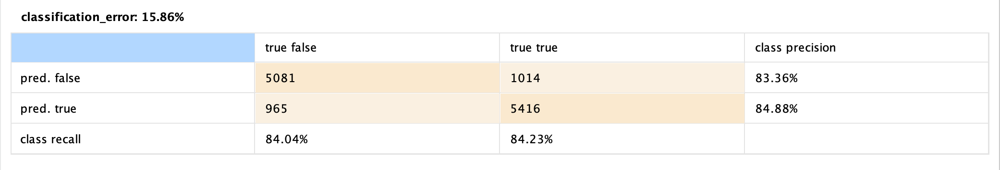 classification_error: 15.86%
true false true true class precision
pred. false 5081 1014 83.36%
pred. true 965 5416 84.88%
class recall 84.04% 84.23%